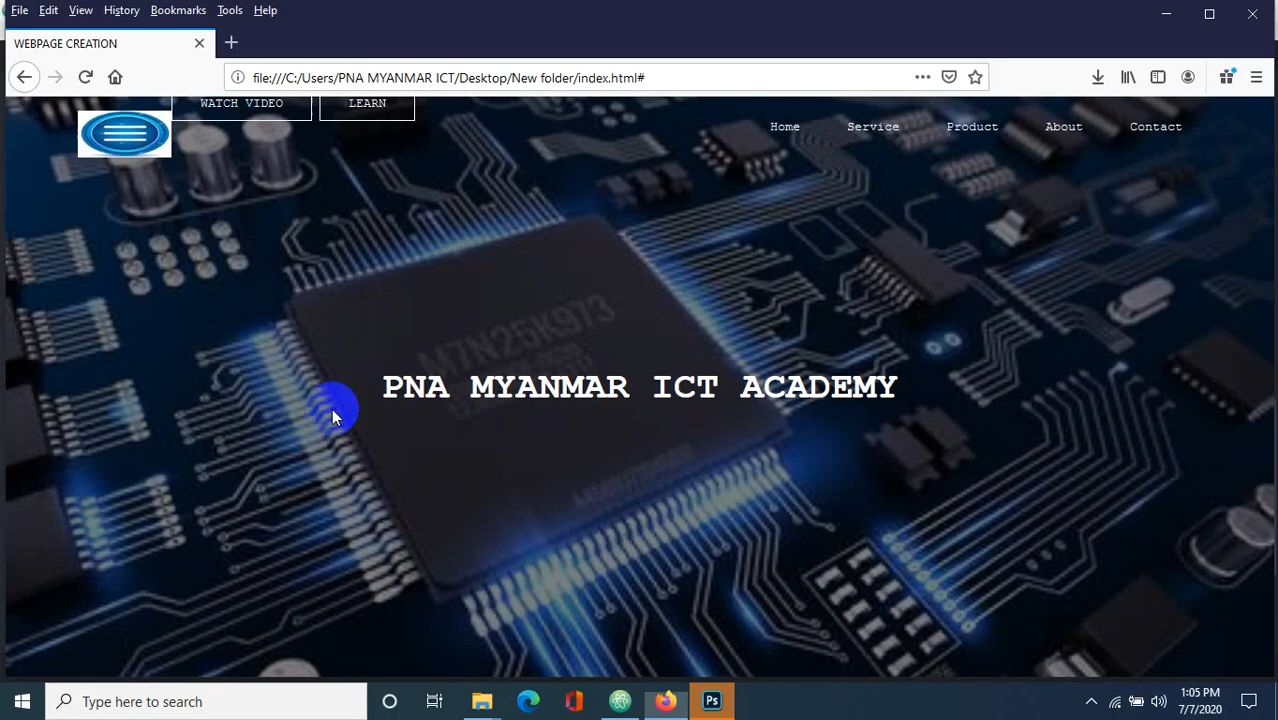 File Edit View History Bookmarks Tools Help
WEBPAGE CREATION
file:///C:/Users/PNA MYANMAR ICT/Desktop/New folder/index.html#
WATCH VIDEO LEARN
Home Service Product About Contact
PNA MYANMAR ICT ACADEMY
Type here to search
Ps
1:05 PM
7/7/2020